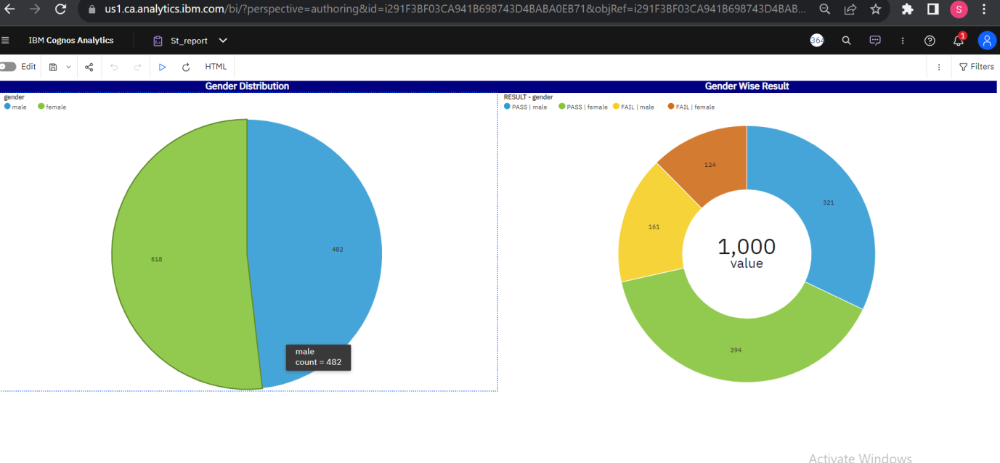 us1.ca.analytics.ibm.com/bi/?perspective=authoring&id=i291F3BF03CA941B698743D4BABA0EB71&objRef=i291F3BF03CA941B698743D4BAB...
S
IBM Cognos Analytics
St_report
364
1
Edit
HTML
Filters
Gender Distribution
Gender Wise Result
gender
male female
RESULT - gender
PASS | male PASS | female FAIL | male FAIL | female
518
482
male
count = 482
124
321
161
1,000
value
394
Activate Windows